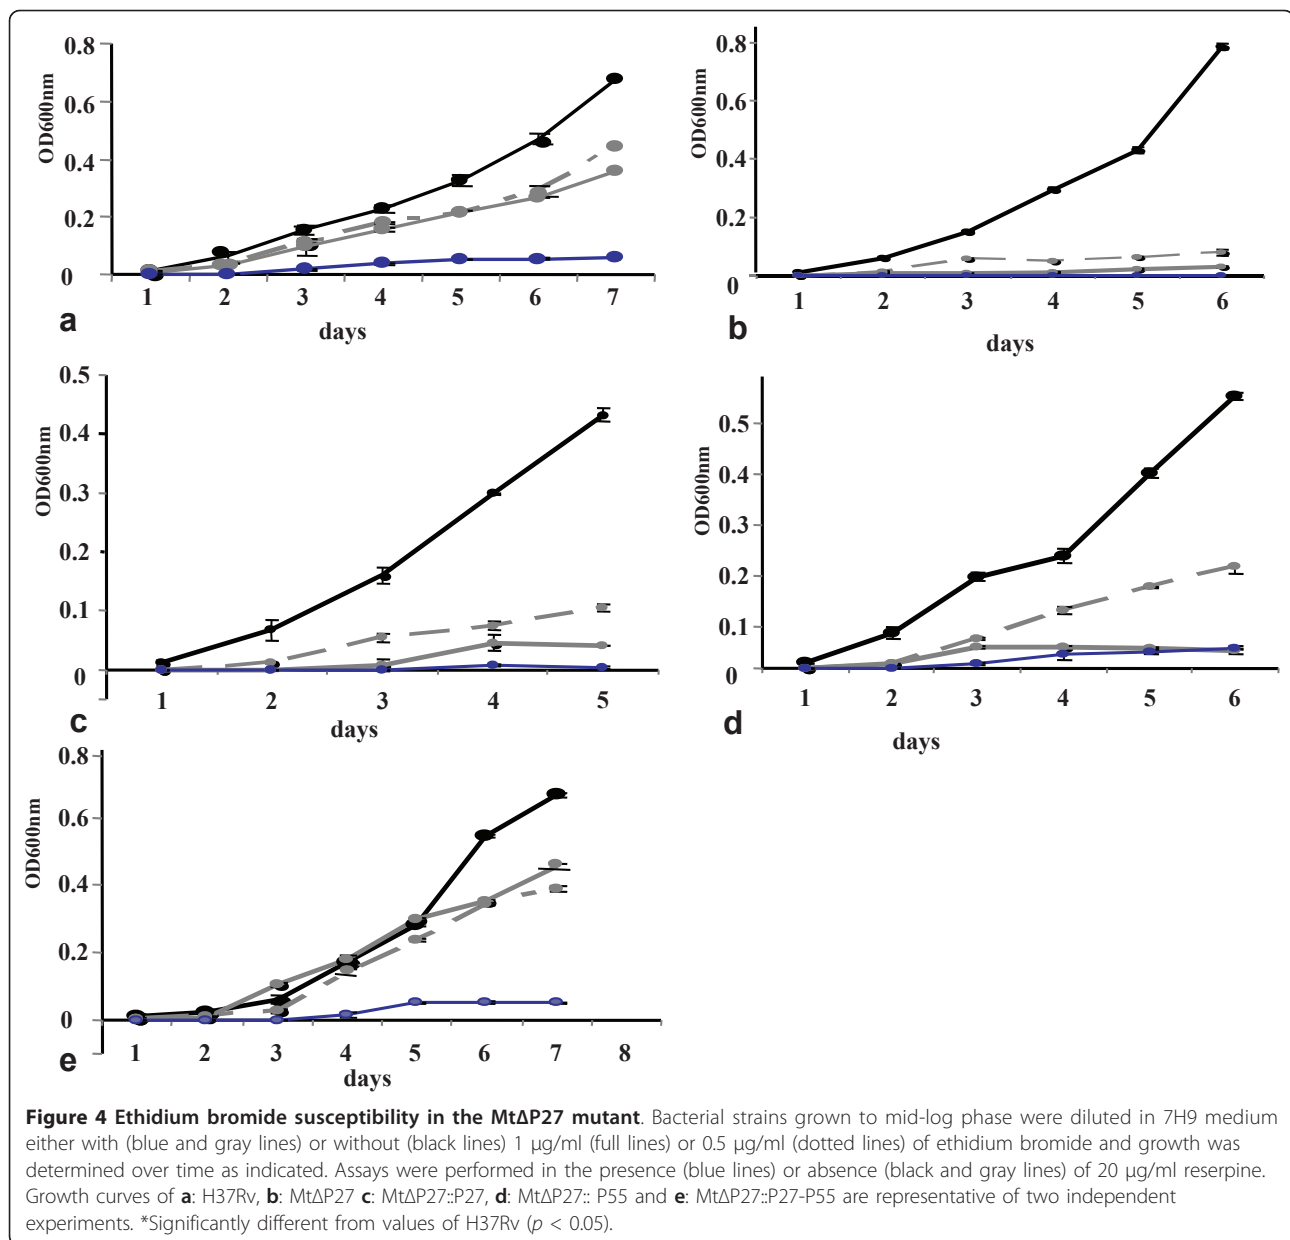 OD600nm
0.8
0.6
0.4
0.2
0
1 2 3 4 5 6 7
days
a
OD600nm
0.8
0.6
0.4
0.2
0
1 2 3 4 5 6
days
b
OD600nm
0.5
0.4
0.3
0.2
0.1
0
1 2 3 4 5
days
c
OD600nm
0.5
0.3
0.2
0.1
0
1 2 3 4 5 6
days
d
OD600nm
0.8
0.6
0.4
0.2
0
1 2 3 4 5 6 7 8
days
e
Figure 4 Ethidium bromide susceptibility in the MtΔP27 mutant. Bacterial strains grown to mid-log phase were diluted in 7H9 medium
either with (blue and gray lines) or without (black lines) 1 μg/ml (full lines) or 0.5 μg/ml (dotted lines) of ethidium bromide and growth was
determined over time as indicated. Assays were performed in the presence (blue lines) or absence (black and gray lines) of 20 μg/ml reserpine.
Growth curves of a: H37Rv, b: MtΔP27 c: MtΔP27::P27, d: MtΔP27:: P55 and e: MtΔP27::P27-P55 are representative of two independent
experiments. *Significantly different from values of H37Rv (p < 0.05).